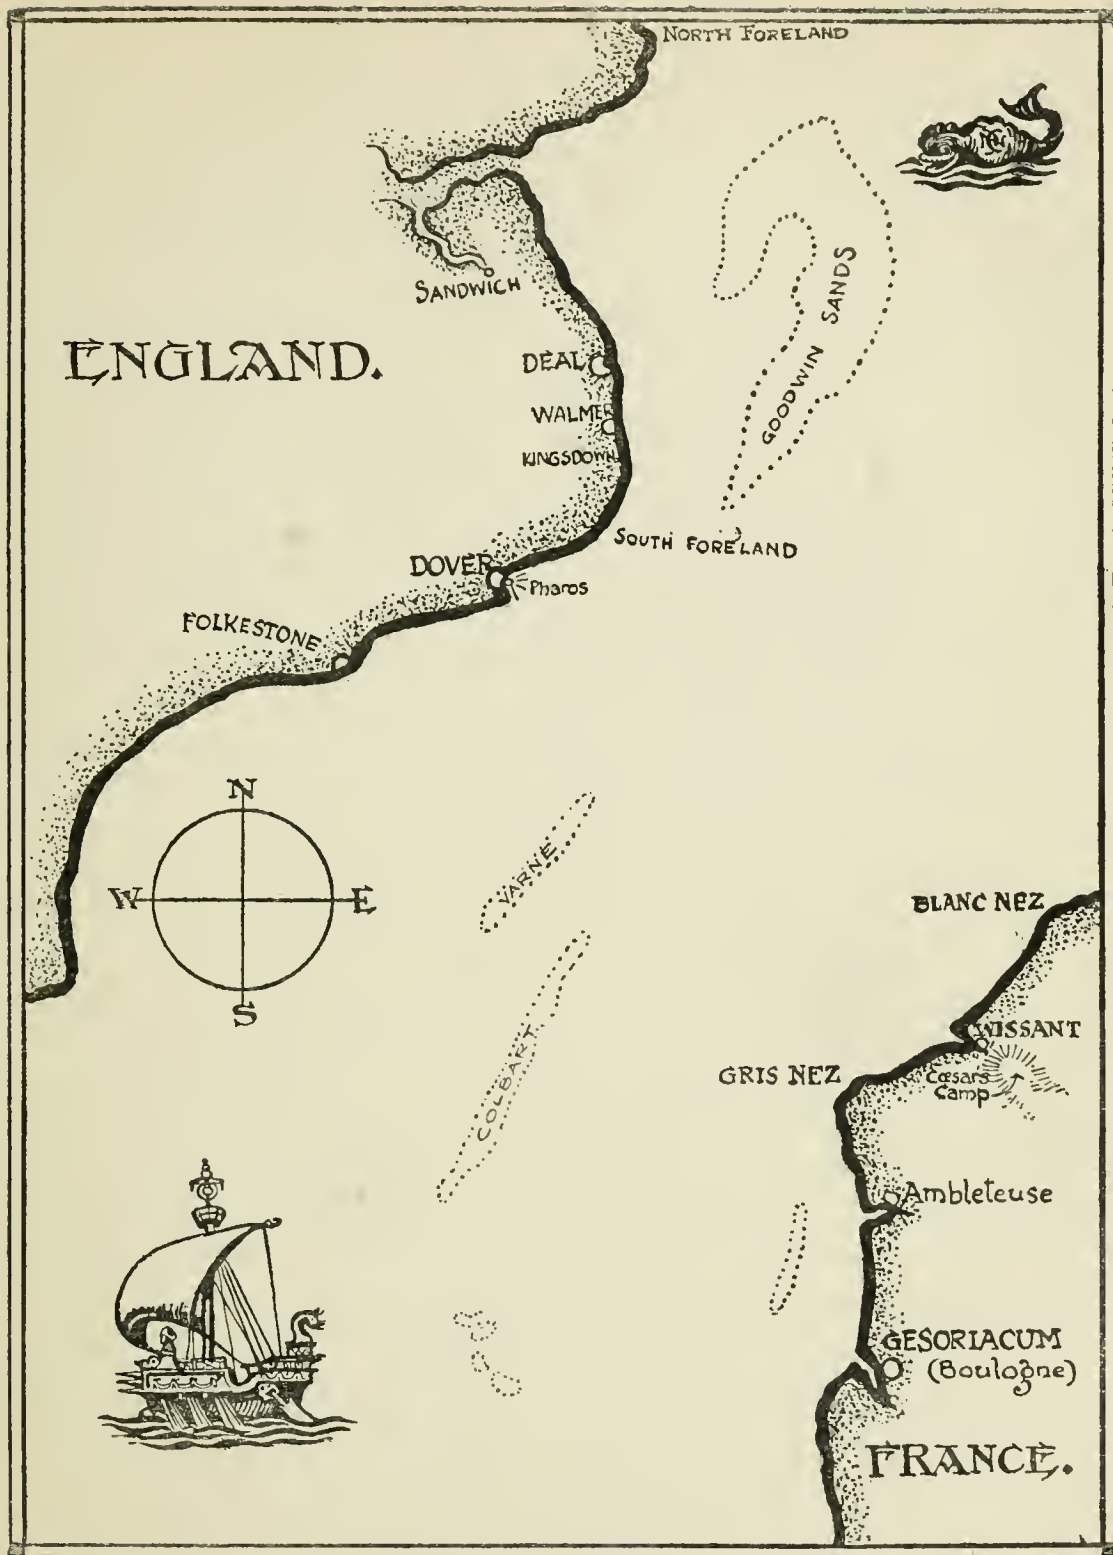 NORTH FORELAND
SANDWICH
ENGLAND.
DEAL
GOODWIN SANDS
WALMER
KINGSDOWN
SOUTH FORELAND
DOVER
Pharos
FOLKESTONE
N
W
E
S
VARNE
BLANC NEZ
COLBART
WISSANT
GRIS NEZ
Cæsars
Camp
Ambleteuse
GESORIACUM
(Boulogne)
FRANCE.